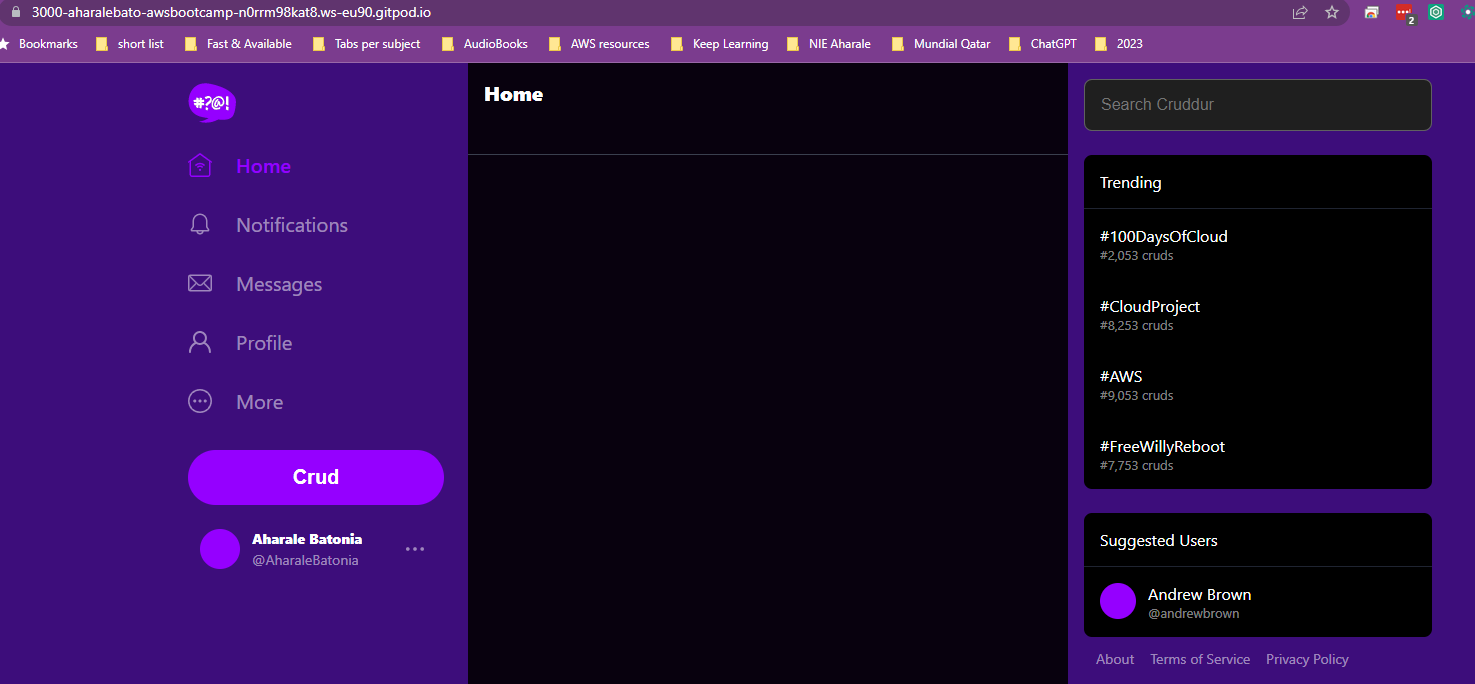 3000-aharalebato-awsbootcamp-n0rrm98kat8.ws-eu90.gitpod.io
2
Bookmarks short list Fast & Available Tabs per subject AudioBooks AWS resources Keep Learning NIE Aharale Mundial Qatar ChatGPT 2023
#?@!
Home
Notifications
Messages
Profile
More
Crud
Aharale Batonia
@AharaleBatonia
Home
Search Cruddur
Trending
#100DaysOfCloud
#2,053 cruds
#CloudProject
#8,253 cruds
#AWS
#9,053 cruds
#FreeWillyReboot
#7,753 cruds
Suggested Users
Andrew Brown
@andrewbrown
About Terms of Service Privacy Policy